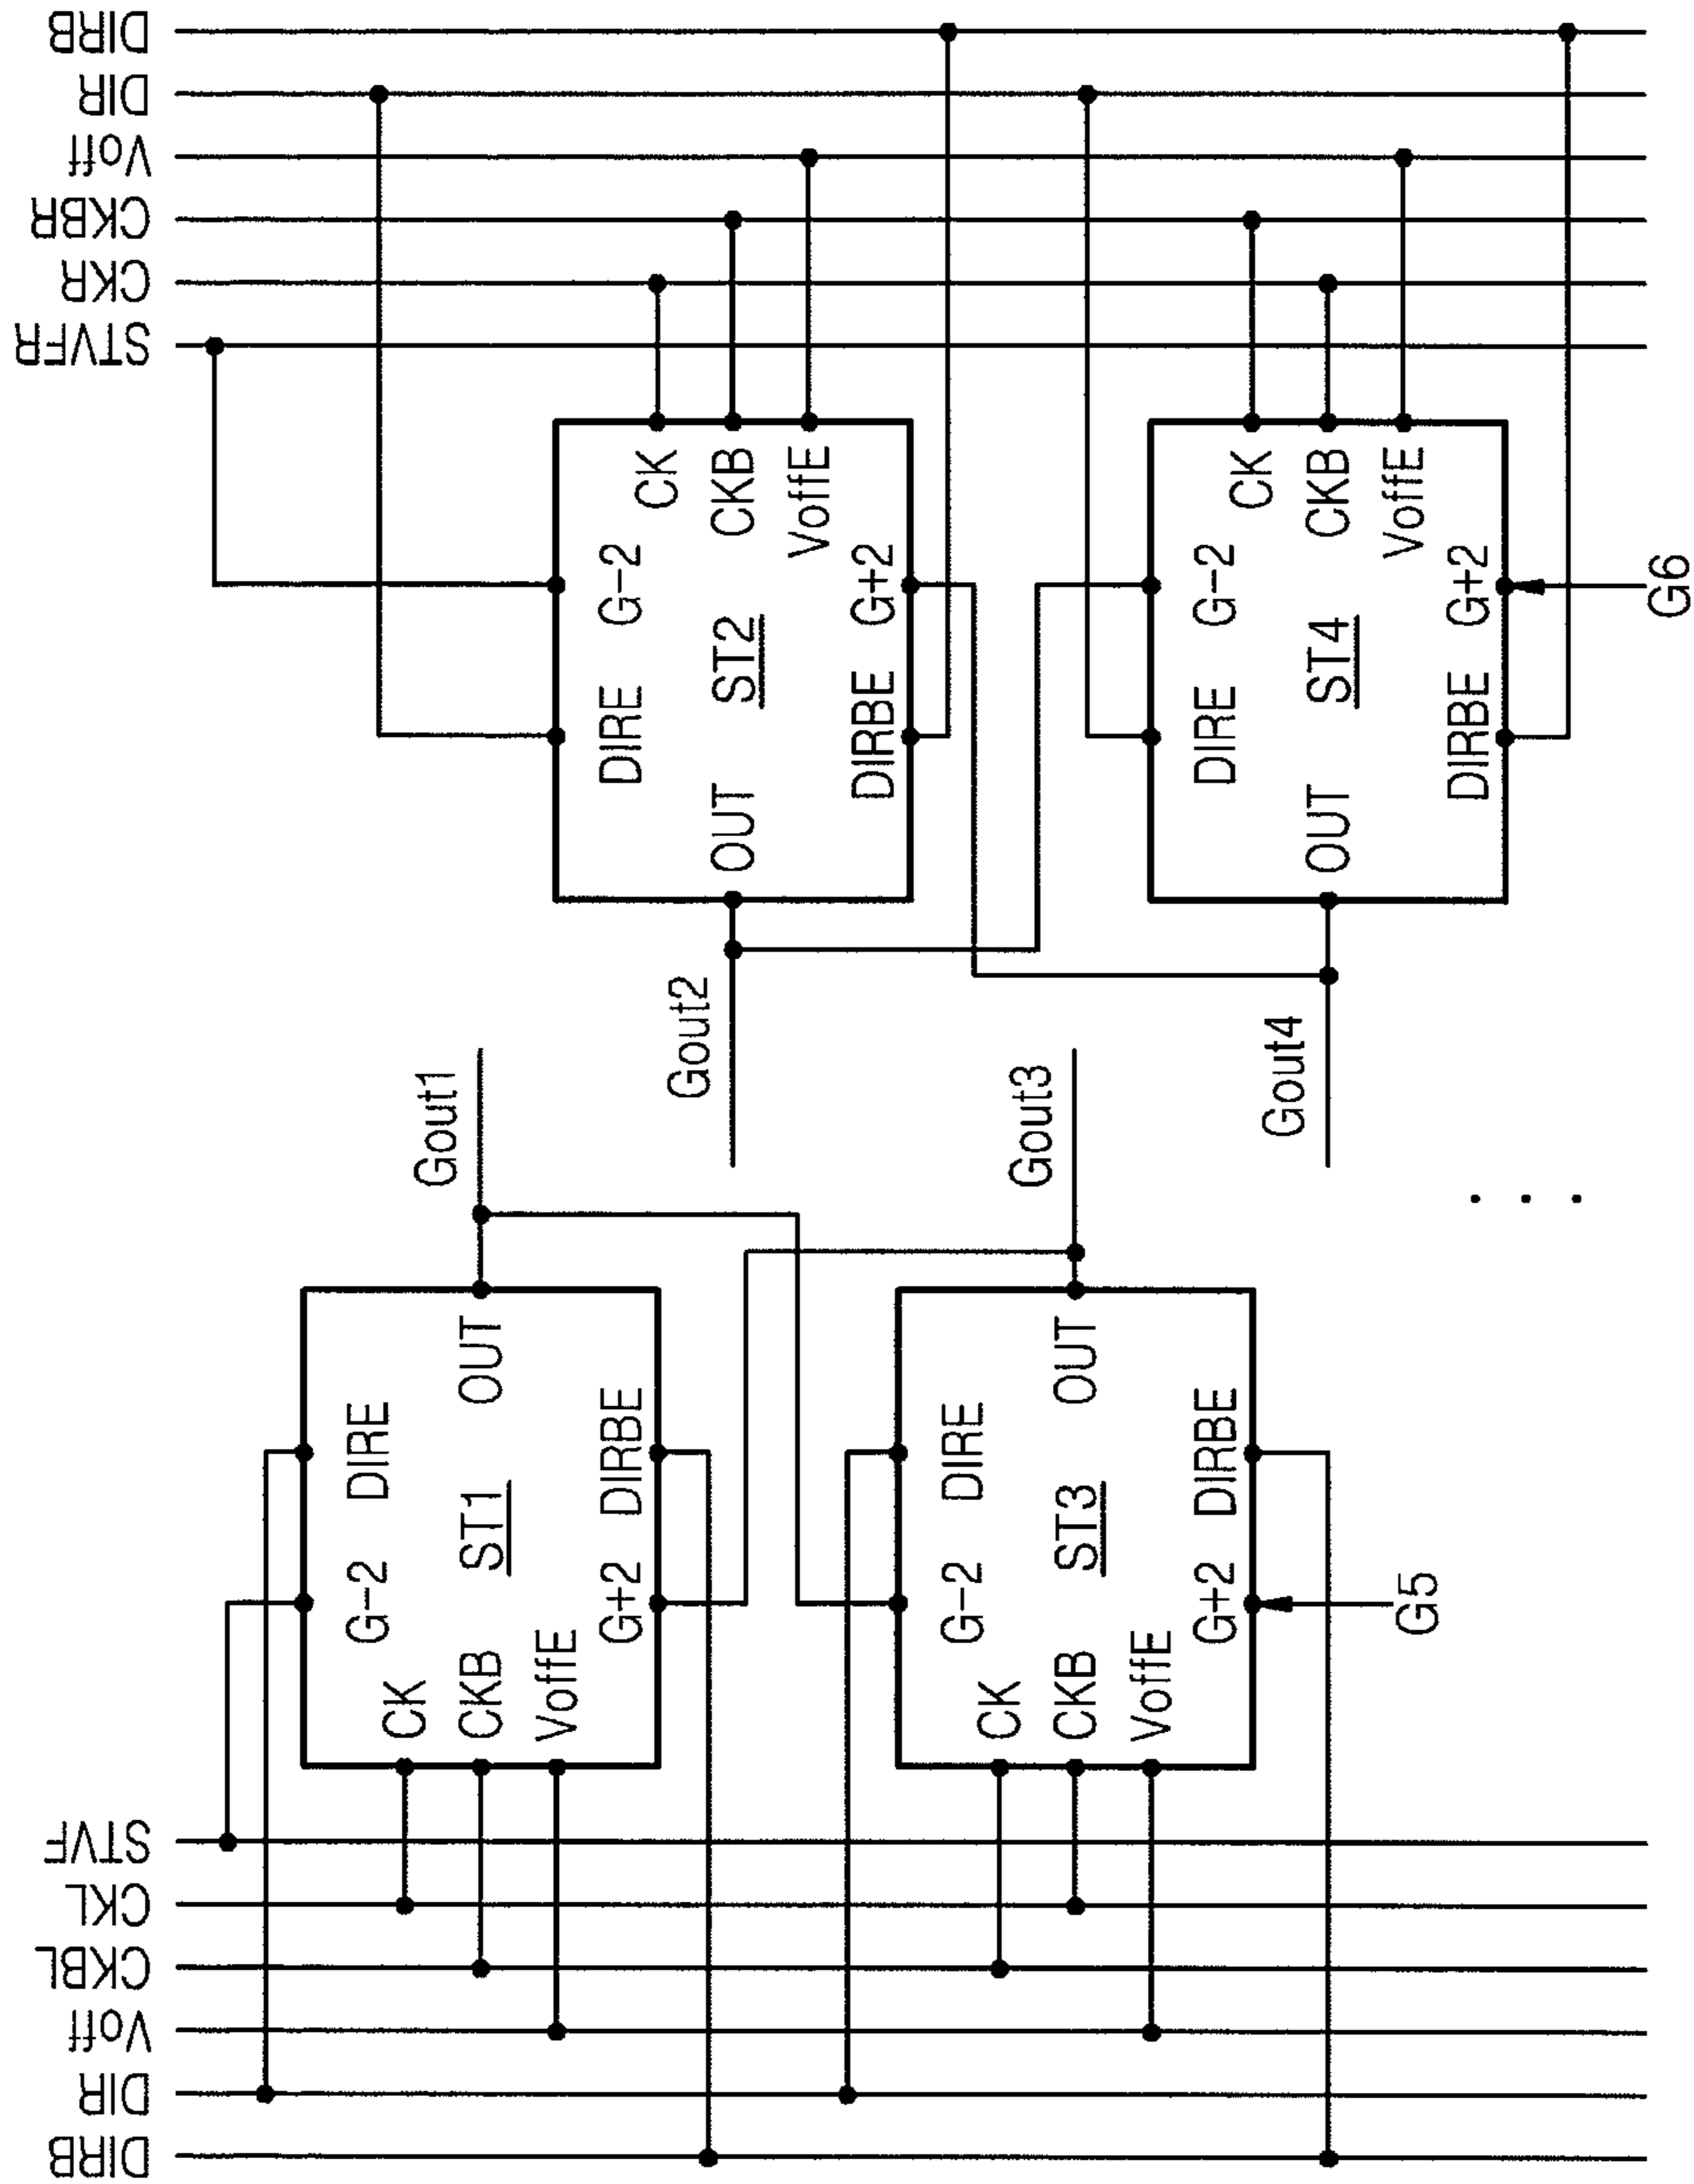 DIRB
DIR
Voff
CKBL
CKL
STVF
STVFR
CKR
CKBR
Voff
DIR
DIRB
G-2
DIRE
CK
CKB
VoffE
ST1
OUT
G+2
DIRBE
Gout1
DIRE
G-2
CK
CKB
VoffE
OUT
ST2
DIRBE
G+2
Gout2
G-2
DIRE
CK
CKB
VoffE
ST3
OUT
G+2
DIRBE
Gout3
G5
DIRE
G-2
CK
CKB
VoffE
OUT
ST4
DIRBE
G+2
Gout4
G6
. . .